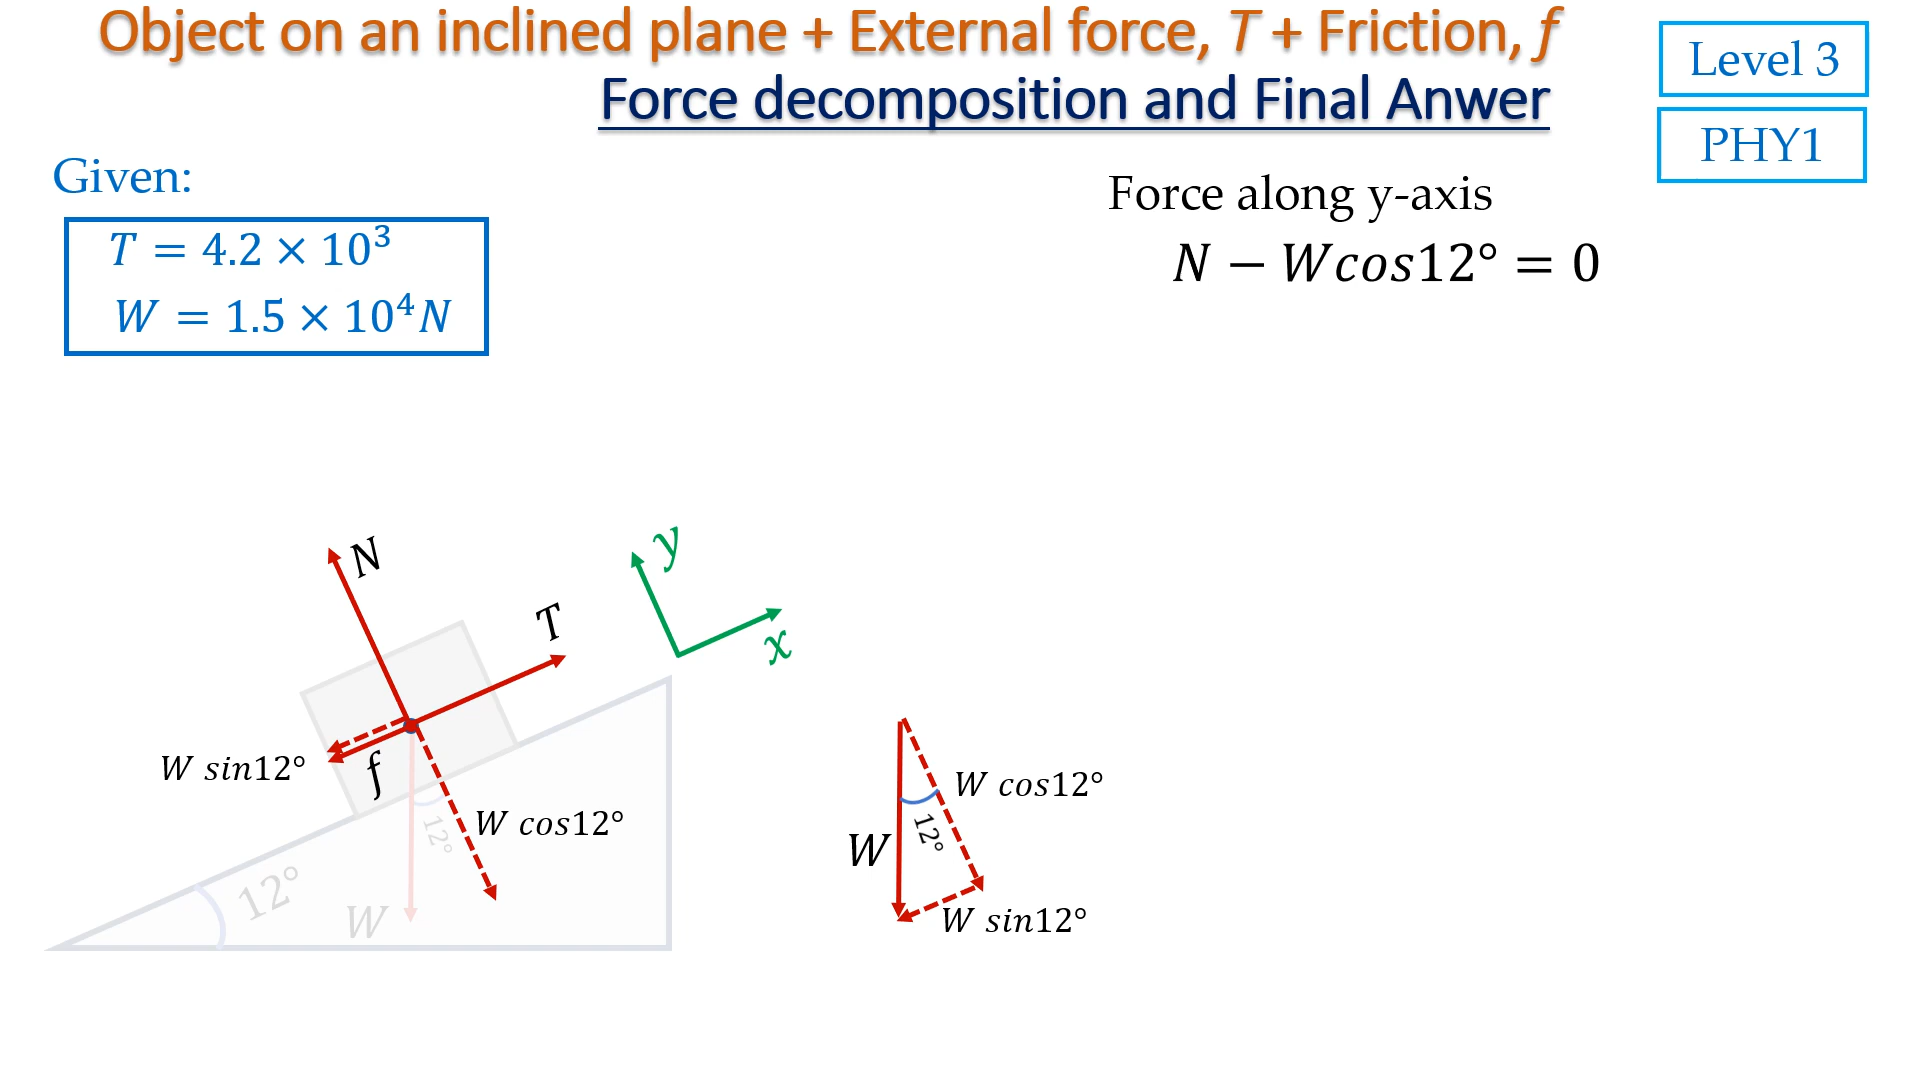 Object on an inclined plane + External force, T + Friction, f
Force decomposition and Final Anwer
Level 3
PHY1
Given:
T = 4.2 × 10³
W = 1.5 × 10⁴N
Force along y-axis
N − Wcos12° = 0
N
T
y
x
W sin12°
f
W cos12°
12°
12°
W
W cos12°
12°
W
W sin12°